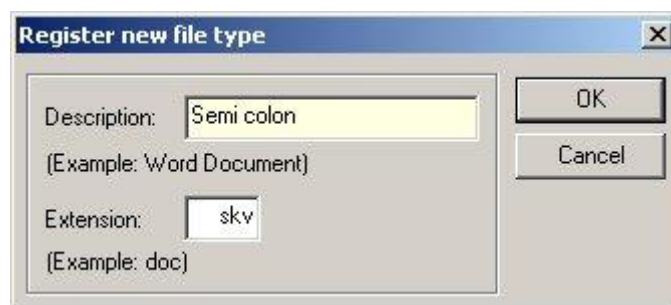 Register new file type
Description: Semi colon
(Example: Word Document)
Extension: skv
(Example: doc)
OK
Cancel